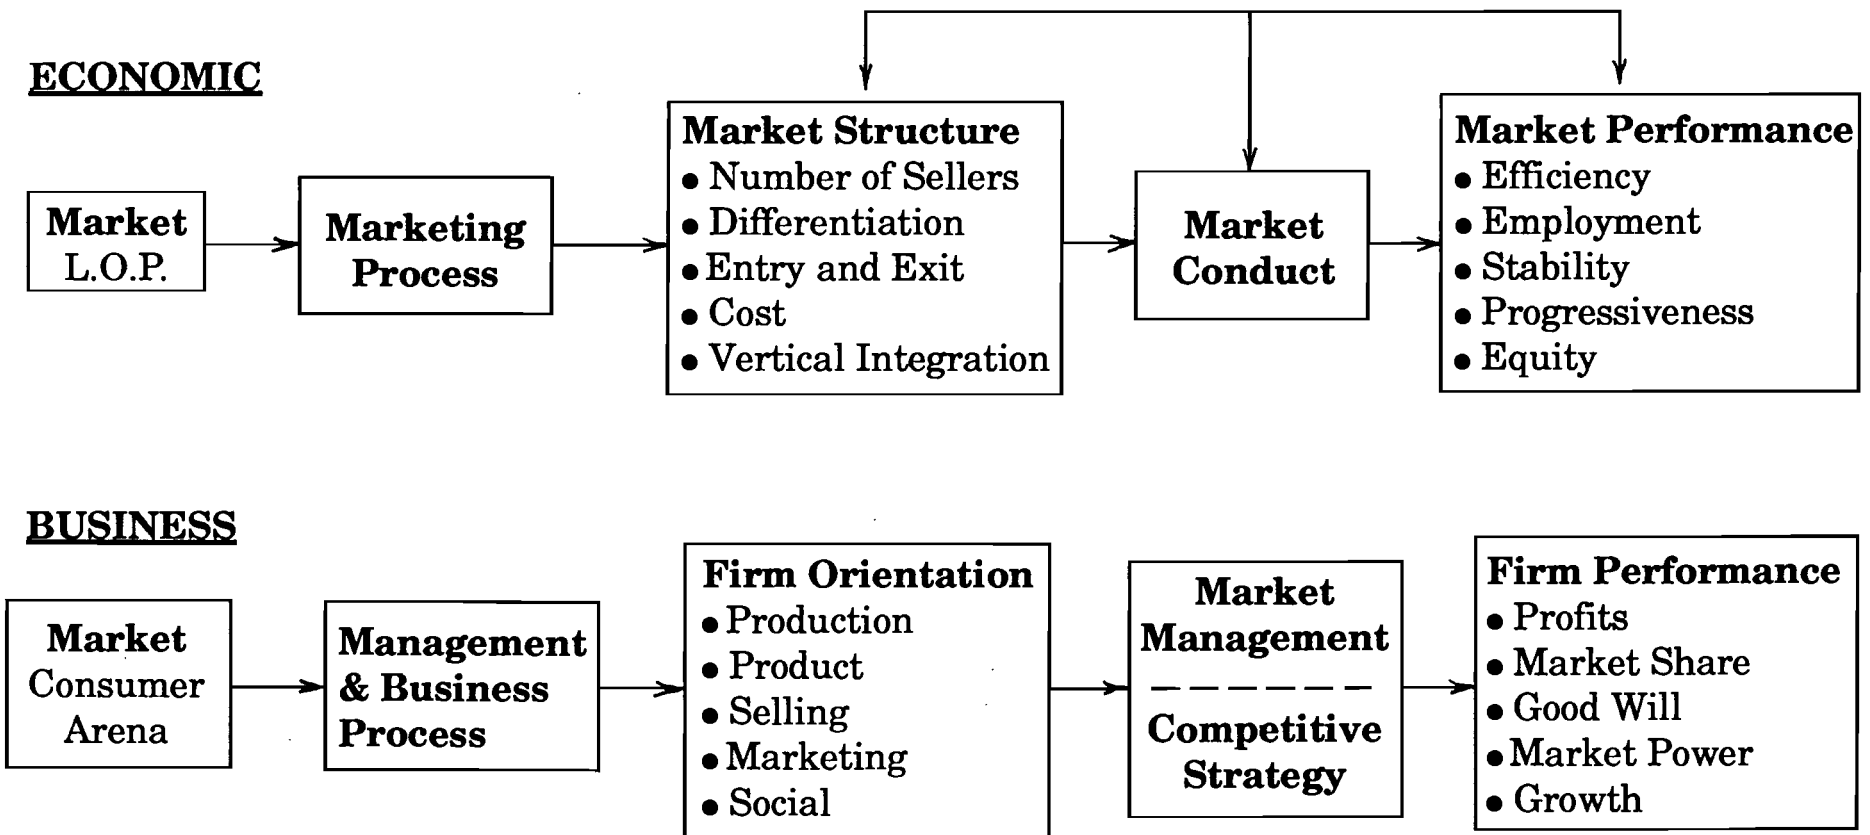 ECONOMIC
Market
L.O.P.
Marketing
Process
Market Structure
• Number of Sellers
• Differentiation
• Entry and Exit
• Cost
• Vertical Integration
Market
Conduct
Market Performance
• Efficiency
• Employment
• Stability
• Progressiveness
• Equity
BUSINESS
Market
Consumer
Arena
Management
& Business
Process
Firm Orientation
• Production
• Product
• Selling
• Marketing
• Social
Market
Management
Competitive
Strategy
Firm Performance
• Profits
• Market Share
• Good Will
• Market Power
• Growth